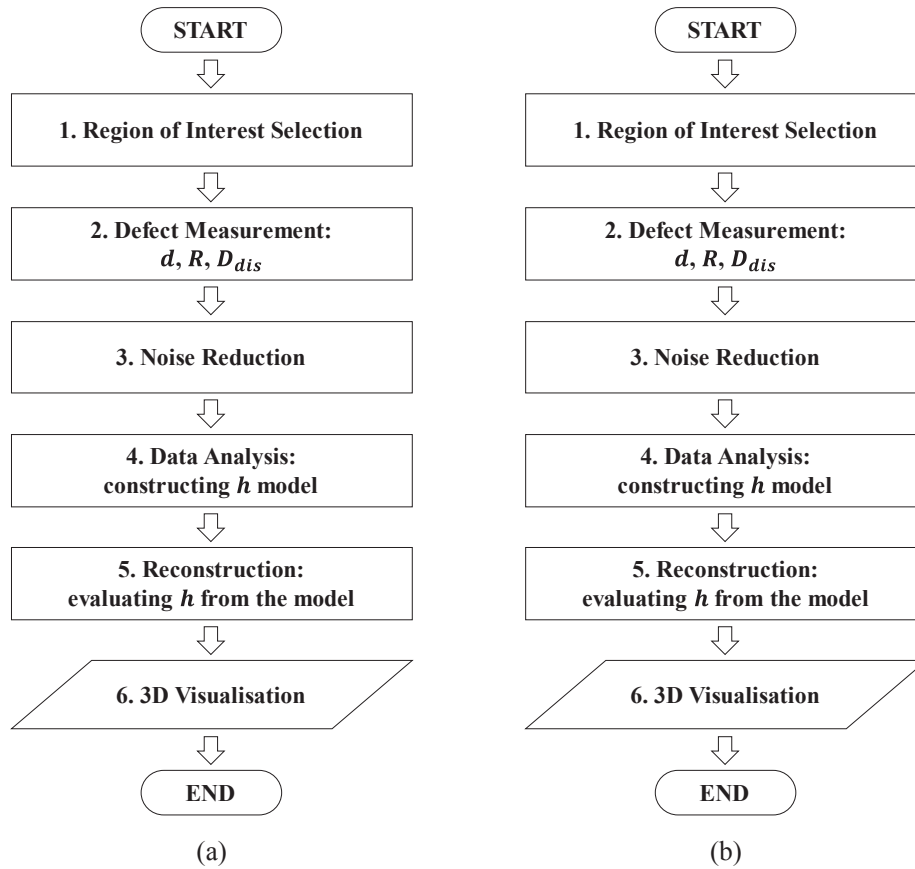 START
1. Region of Interest Selection
2. Defect Measurement:
d, R, D_dis
3. Noise Reduction
4. Data Analysis:
constructing h model
5. Reconstruction:
evaluating h from the model
6. 3D Visualisation
END
(a)
START
1. Region of Interest Selection
2. Defect Measurement:
d, R, D_dis
3. Noise Reduction
4. Data Analysis:
constructing h model
5. Reconstruction:
evaluating h from the model
6. 3D Visualisation
END
(b)